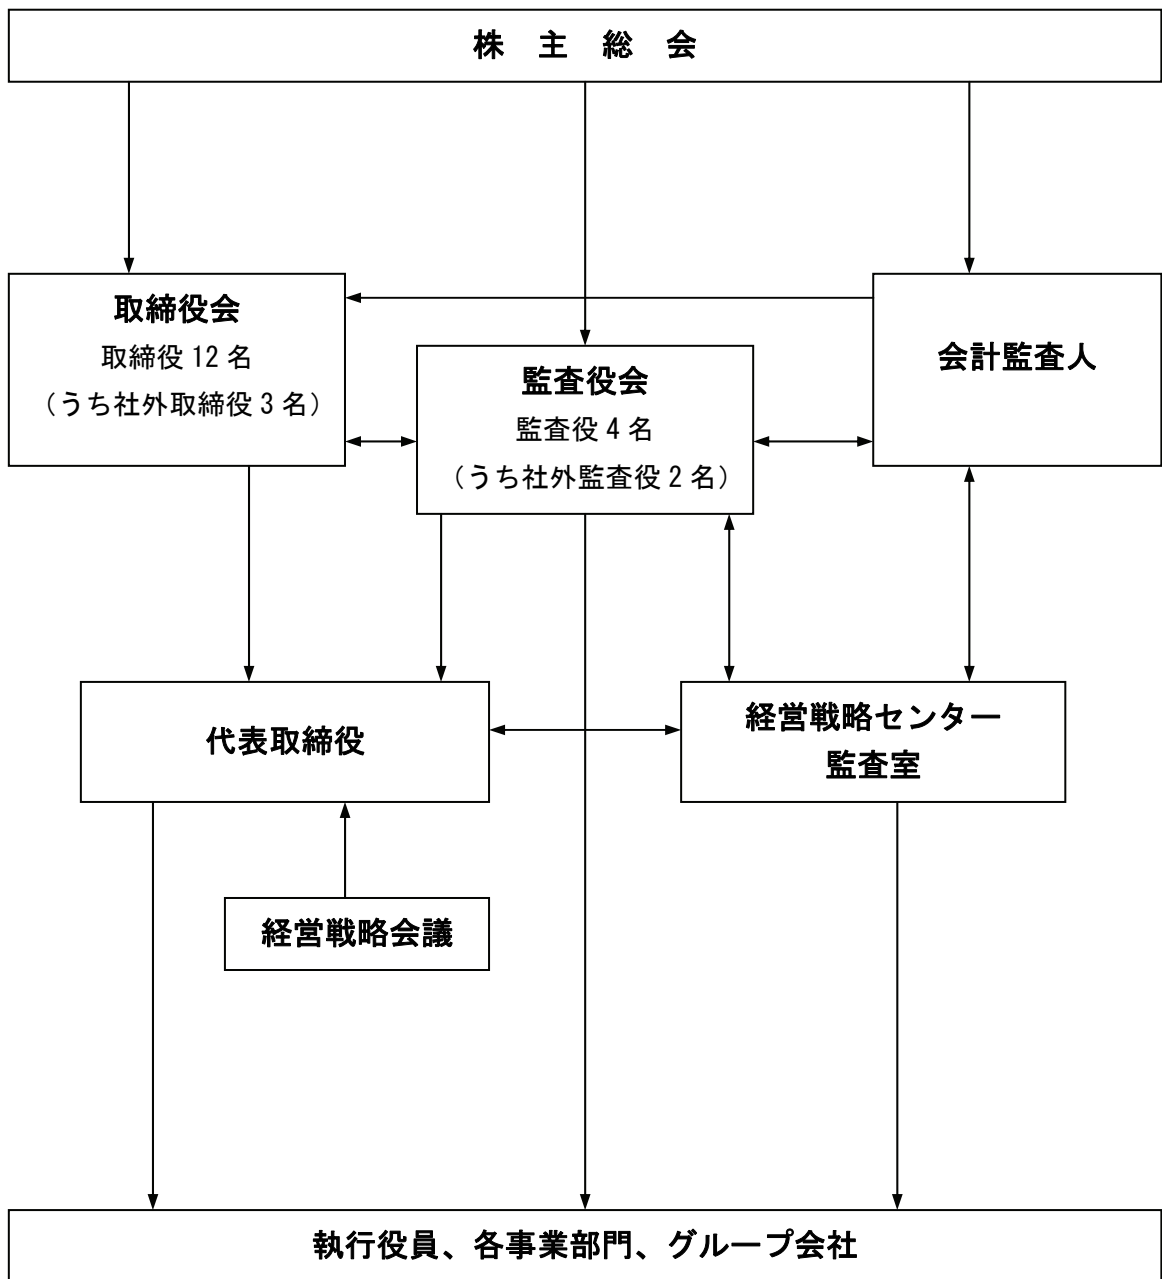 株 主 総 会
取締役会
取締役 12 名
（うち社外取締役 3 名）
監査役会
監査役 4 名
（うち社外監査役 2 名）
会計監査人
代表取締役
経営戦略センター
監査室
経営戦略会議
執行役員、各事業部門、グループ会社